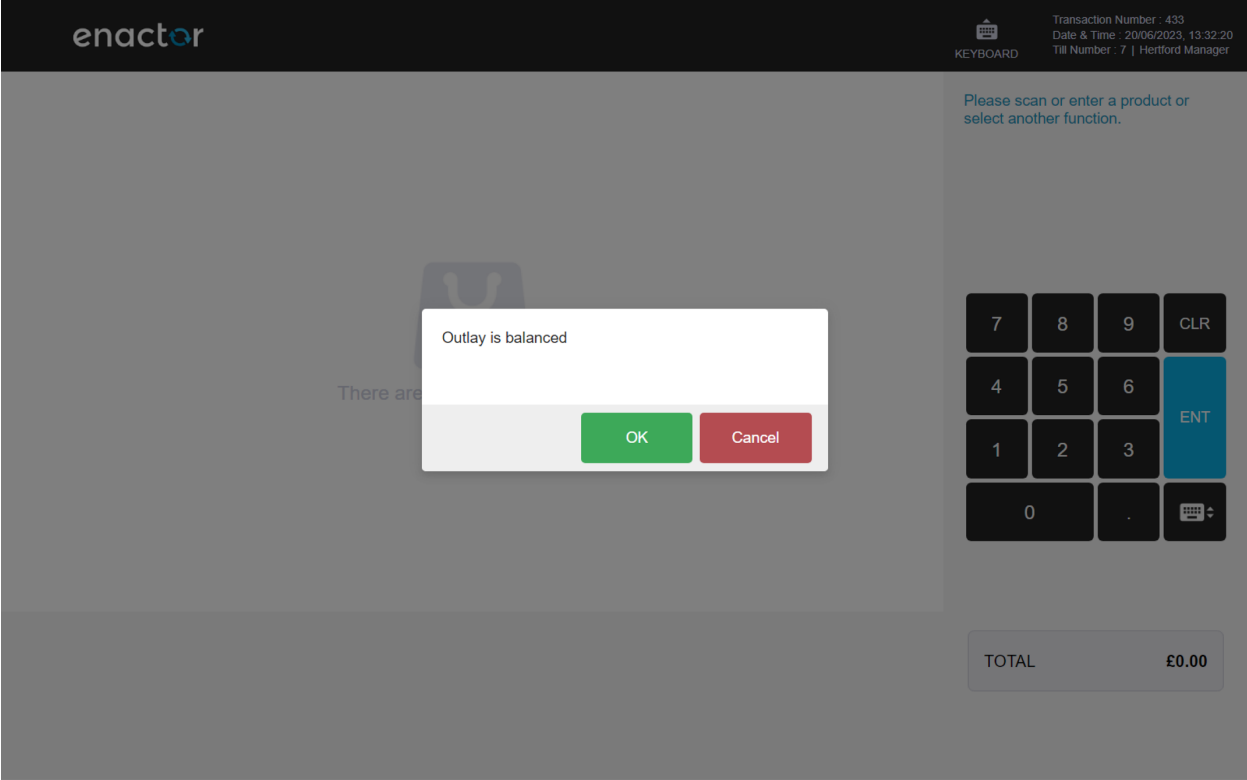 enactor
KEYBOARD
Transaction Number : 433
Date & Time : 20/06/2023, 13:32:20
Till Number : 7 | Hertford Manager
Please scan or enter a product or
select another function.
There are
Outlay is balanced
OK
Cancel
7
8
9
CLR
4
5
6
ENT
1
2
3
0
.
TOTAL
£0.00